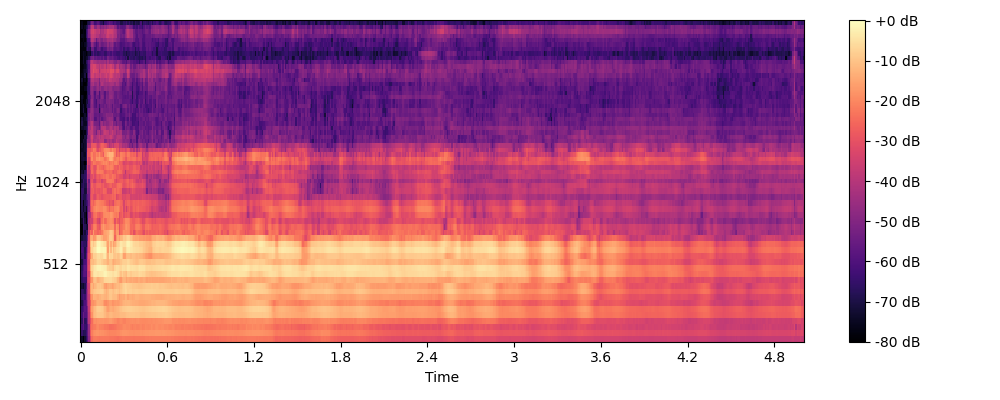 +0 dB
-10 dB
2048
-20 dB
-30 dB
Hz
1024
-40 dB
-50 dB
512
-60 dB
-70 dB
-80 dB
0 0.6 1.2 1.8 2.4 3 3.6 4.2 4.8
Time